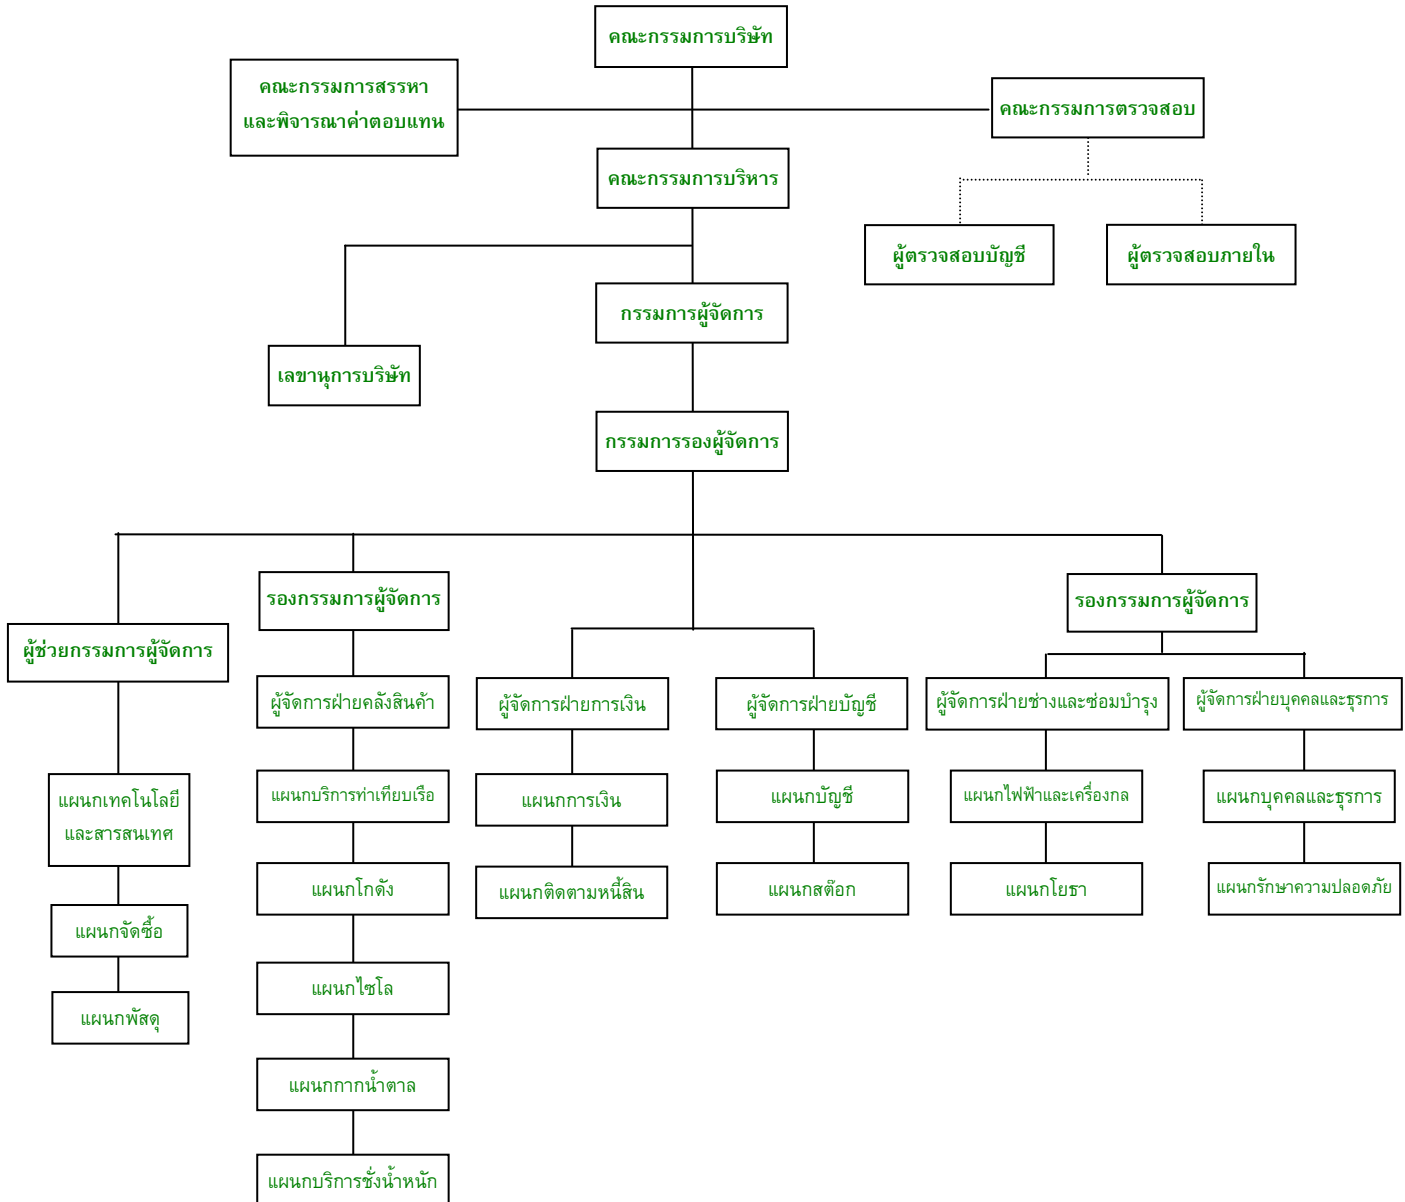 คณะกรรมการบริษัท
คณะกรรมการสรรหา
และพิจารณาค่าตอบแทน
คณะกรรมการตรวจสอบ
คณะกรรมการบริหาร
ผู้ตรวจสอบบัญชี
ผู้ตรวจสอบภายใน
กรรมการผู้จัดการ
เลขานุการบริษัท
กรรมการรองผู้จัดการ
ผู้ช่วยกรรมการผู้จัดการ
แผนกเทคโนโลยี
และสารสนเทศ
แผนกจัดซื้อ
แผนกพัสดุ
รองกรรมการผู้จัดการ
ผู้จัดการฝ่ายคลังสินค้า
แผนกบริการท่าเทียบเรือ
แผนกโกดัง
แผนกไซโล
แผนกกากน้ำตาล
แผนกบริการชั่งน้ำหนัก
ผู้จัดการฝ่ายการเงิน
แผนกการเงิน
แผนกติดตามหนี้สิน
ผู้จัดการฝ่ายบัญชี
แผนกบัญชี
แผนกสต๊อก
รองกรรมการผู้จัดการ
ผู้จัดการฝ่ายช่างและซ่อมบำรุง
แผนกไฟฟ้าและเครื่องกล
แผนกโยธา
ผู้จัดการฝ่ายบุคคลและธุรการ
แผนกบุคคลและธุรการ
แผนกรักษาความปลอดภัย